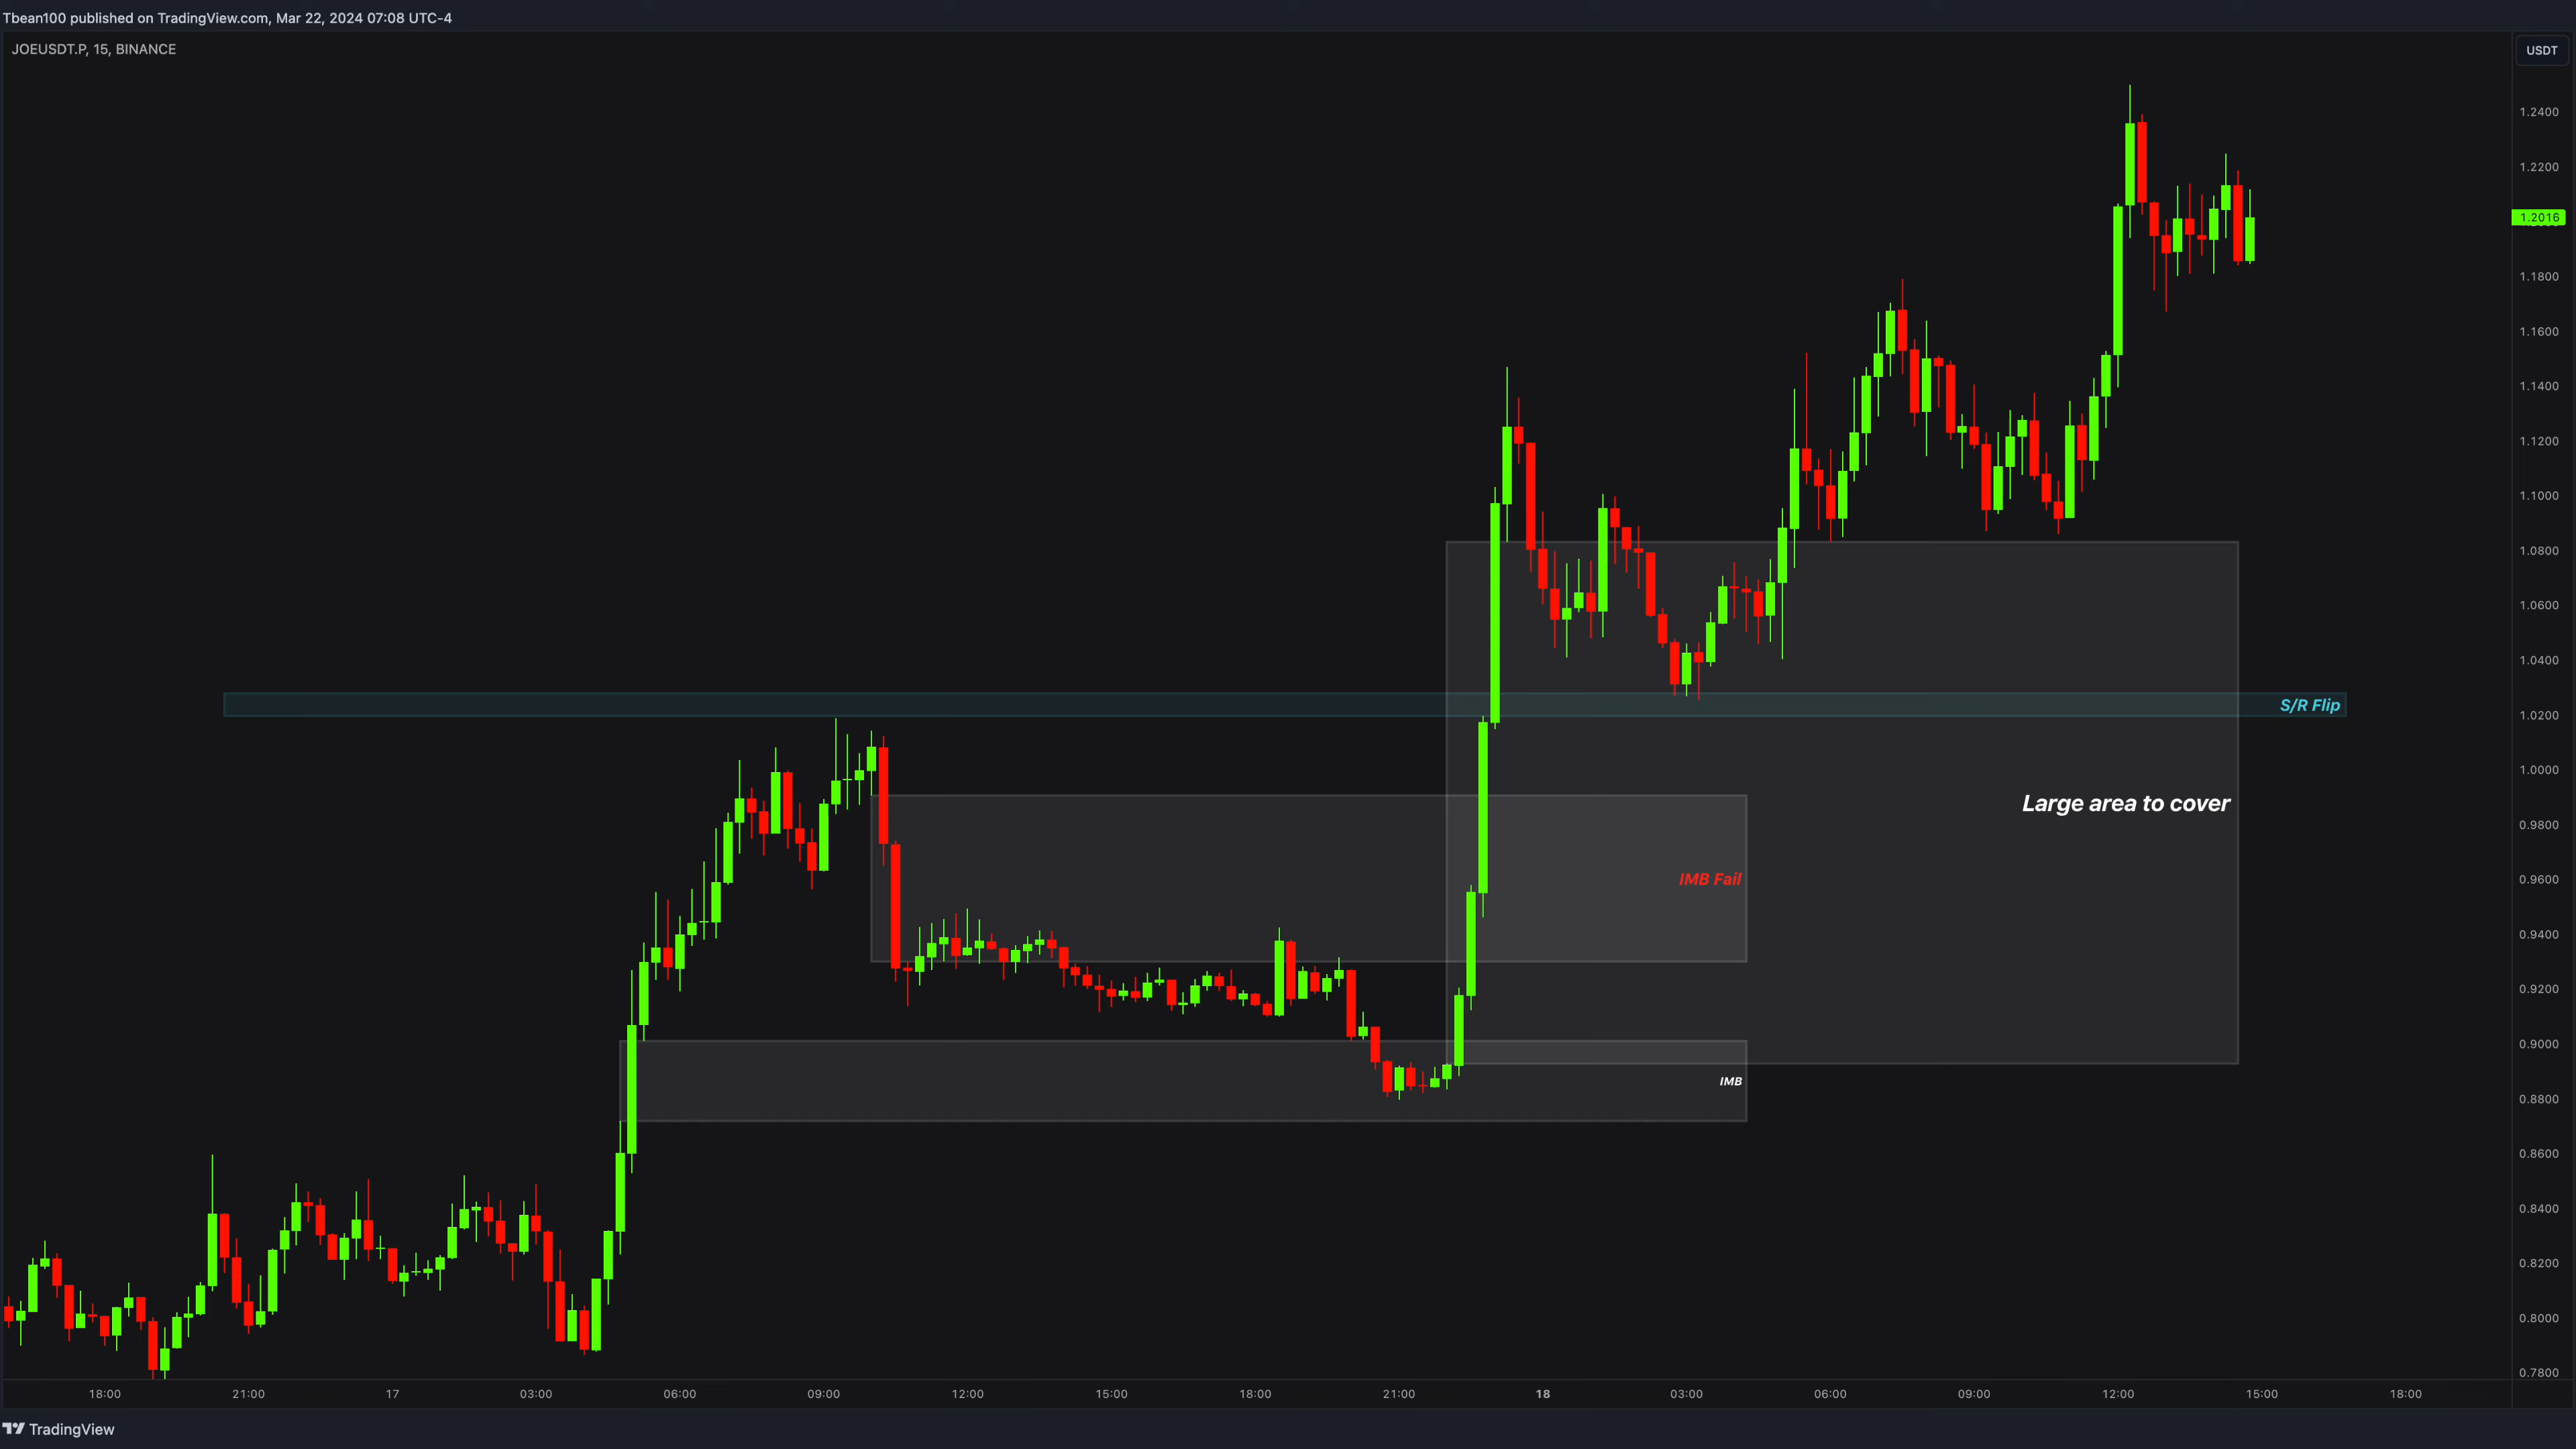 Tbean100 published on TradingView.com, Mar 22, 2024 07:08 UTC-4
JOEUSDT.P, 15, BINANCE
USDT
1.2400
1.2200
1.2016
1.1800
1.1600
1.1400
1.1200
1.1000
1.0800
1.0600
1.0400
S/R Flip
1.0200
1.0000
Large area to cover
0.9800
IMB Fail
0.9600
0.9400
0.9200
0.9000
IMB
0.8800
0.8600
0.8400
0.8200
0.8000
0.7800
18:00 21:00 17 03:00 06:00 09:00 12:00 15:00 18:00 21:00 18 03:00 06:00 09:00 12:00 15:00 18:00
TradingView